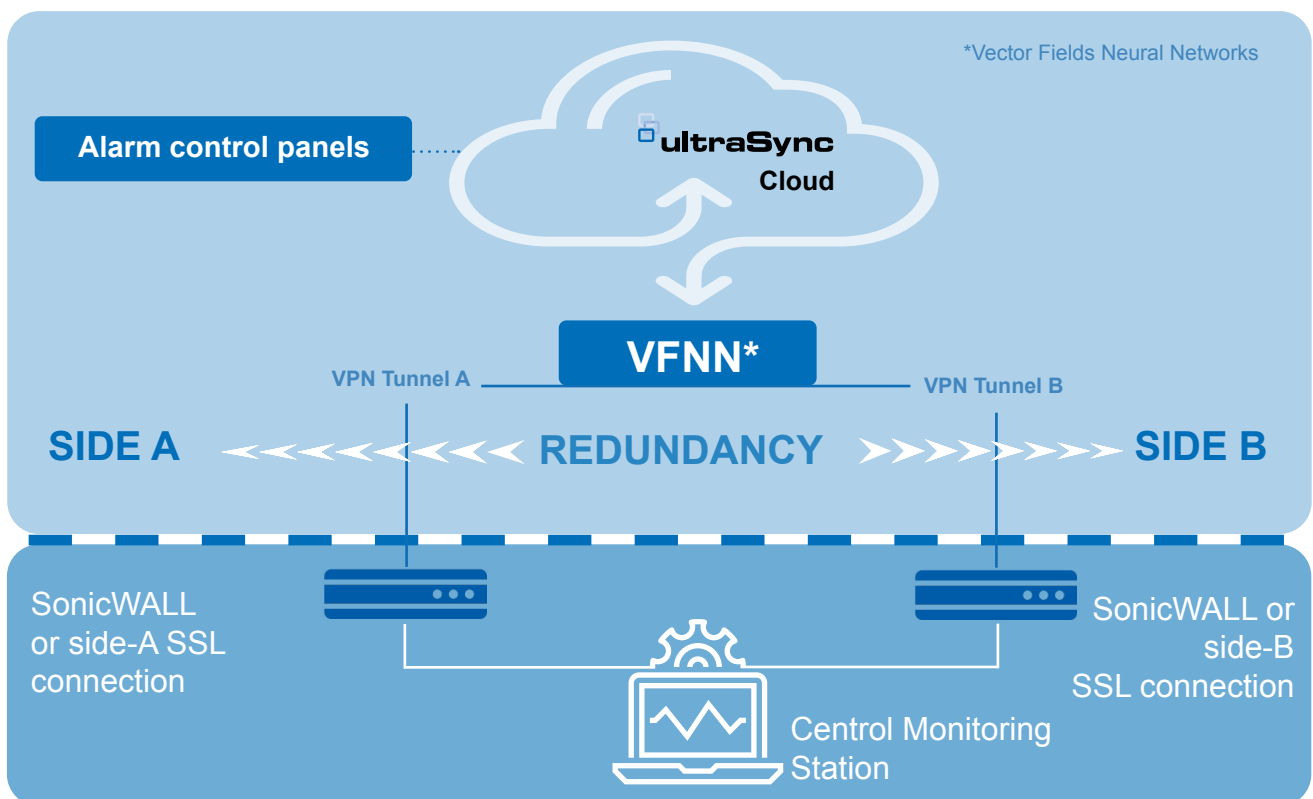 *Vector Fields Neural Networks
Alarm control panels
ultraSync
Cloud
VFNN*
VPN Tunnel A
VPN Tunnel B
SIDE A
REDUNDANCY
SIDE B
SonicWALL
or side-A SSL
connection
SonicWALL or
side-B
SSL connection
Centrol Monitoring
Station